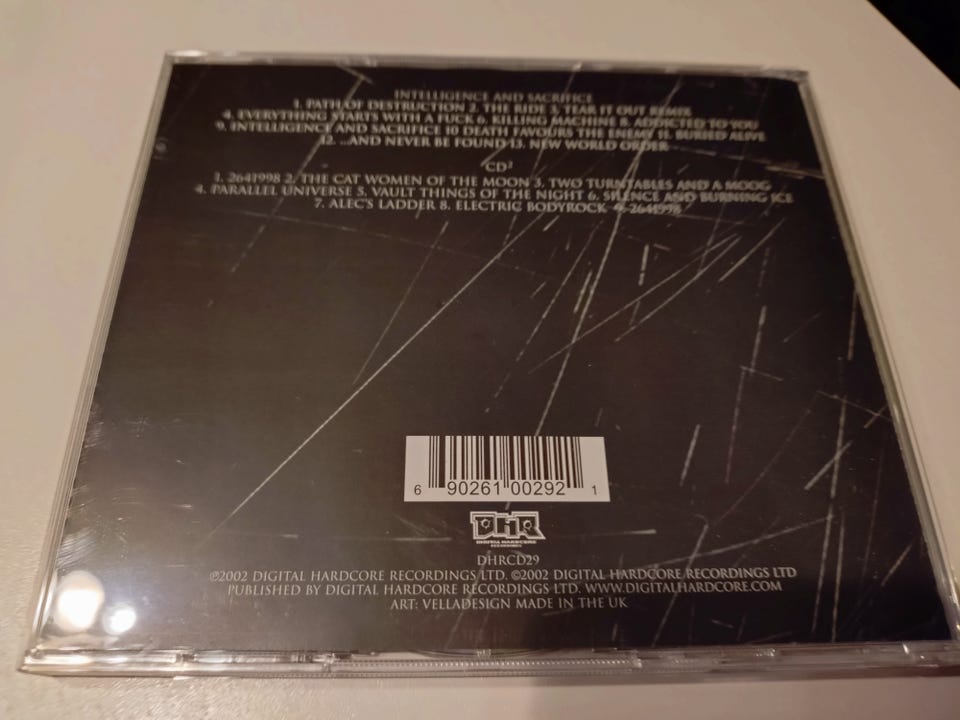 INTELLIGENCE AND SACRIFICE
1. PATH OF DESTRUCTION 2. THE RIDE 3. TEAR IT OUT REMIX
4. EVERYTHING STARTS WITH A FUCK 6. KILLING MACHINE 8. ADDICTED TO YOU
9. INTELLIGENCE AND SACRIFICE 10 DEATH FAVOURS THE ENEMY 11. BURIED ALIVE
12. ...AND NEVER BE FOUND 13. NEW WORLD ORDER
CD²
1. 2641998 2. THE CAT WOMEN OF THE MOON 3. TWO TURNTABLES AND A MOOG
4. PARALLEL UNIVERSE 5. VAULT THINGS OF THE NIGHT 6. SILENCE AND BURNING ICE
7. ALEC'S LADDER 8. ELECTRIC BODYROCK 9. 2641998
6 90261 00292 1
DHR
DIGITAL HARDCORE
RECORDINGS
DHRCD29
℗2002 DIGITAL HARDCORE RECORDINGS LTD. ©2002 DIGITAL HARDCORE RECORDINGS LTD
PUBLISHED BY DIGITAL HARDCORE RECORDINGS LTD. WWW.DIGITALHARDCORE.COM
ART: VELLADESIGN MADE IN THE UK